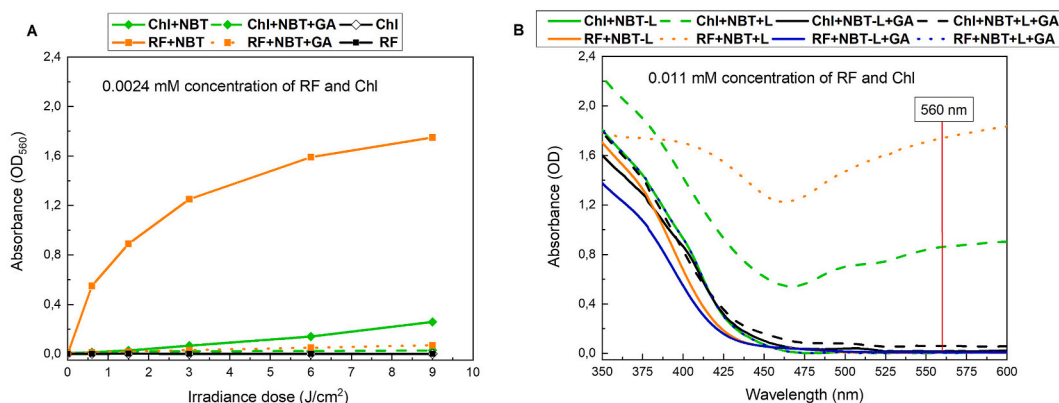 A
Chl+NBT Chl+NBT+GA Chl
RF+NBT RF+NBT+GA RF
0.0024 mM concentration of RF and Chl
Absorbance (OD560)
2,4
2,0
1,6
1,2
0,8
0,4
0,0
0 1 2 3 4 5 6 7 8 9 10
Irradiance dose (J/cm²)
B
Chl+NBT-L Chl+NBT+L Chl+NBT-L+GA Chl+NBT+L+GA
RF+NBT-L RF+NBT+L RF+NBT-L+GA RF+NBT+L+GA
0.011 mM concentration of RF and Chl
560 nm
Absorbance (OD)
2,4
2,0
1,6
1,2
0,8
0,4
0,0
350 375 400 425 450 475 500 525 550 575 600
Wavelength (nm)